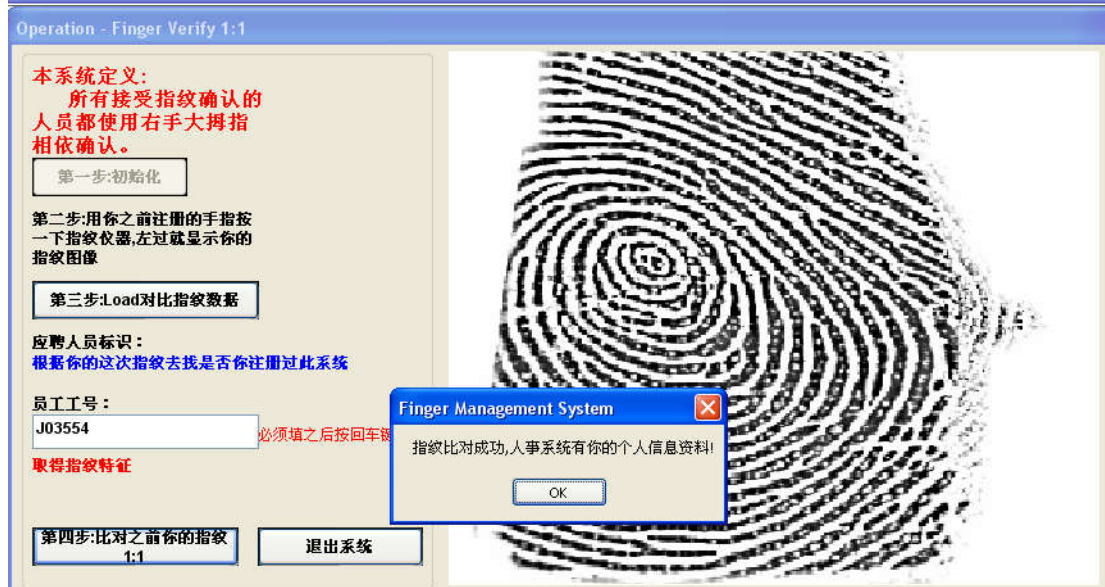 Operation - Finger Verify 1:1
本系统定义:
所有接受指纹确认的
人员都使用右手大拇指
相依确认。
第一步:初始化
第二步:用你之前注册的手指按
一下指纹仪器,左过就显示你的
指纹图像
第三步:Load对比指纹数据
应聘人员标识：
根据你的这次指纹去找是否你注册过此系统
员工工号：
J03554
必须填之后按回车键
取得指纹特征
第四步:比对之前你的指纹
1:1
退出系统
Finger Management System
指纹比对成功,人事系统有你的个人信息资料!
OK